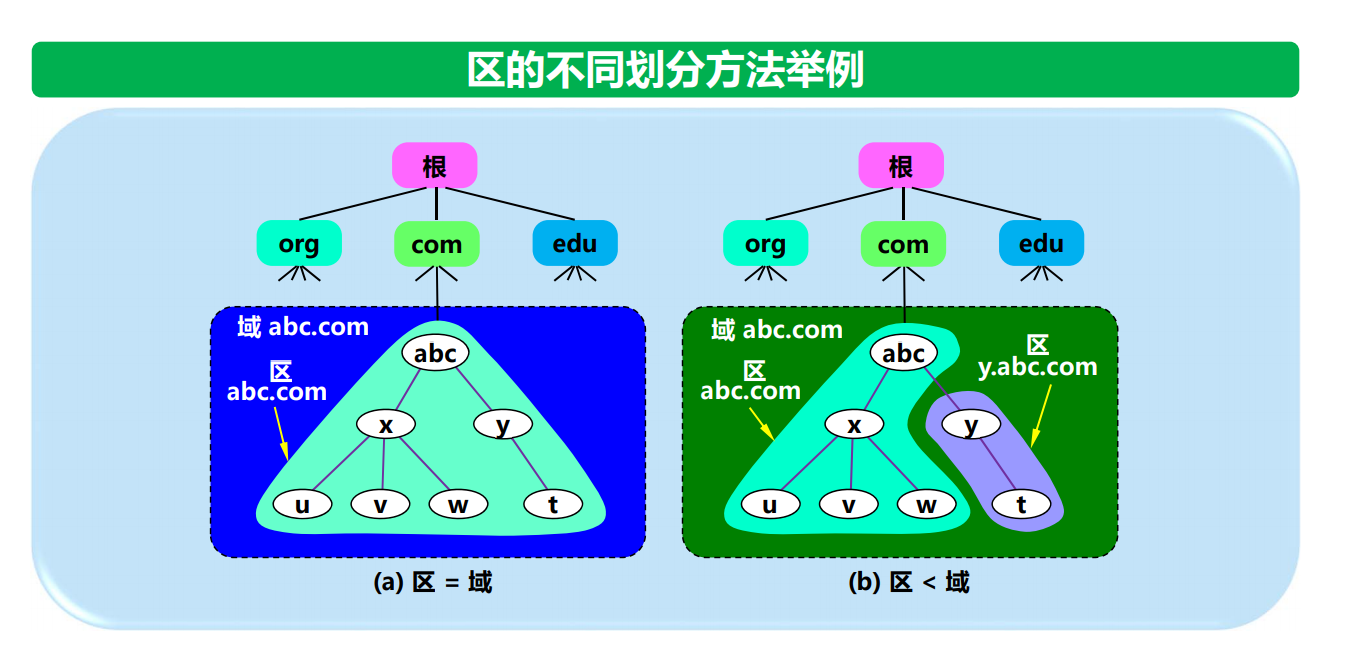 区的不同划分方法举例
根
org
com
edu
域 abc.com
区
abc.com
abc
x
y
u
v
w
t
(a) 区 = 域
根
org
com
edu
域 abc.com
区
abc.com
区
y.abc.com
abc
x
y
u
v
w
t
(b) 区 < 域